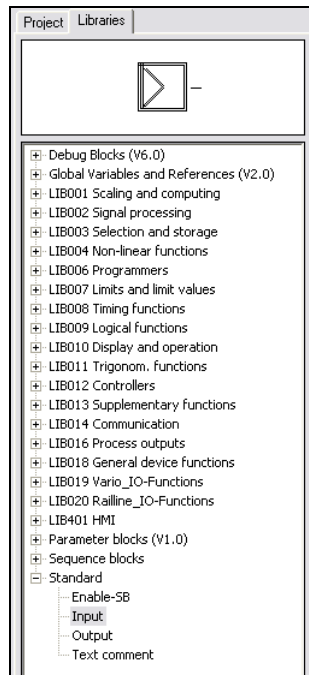 Project Libraries
Debug Blocks (V6.0)
Global Variables and References (V2.0)
LIB001 Scaling and computing
LIB002 Signal processing
LIB003 Selection and storage
LIB004 Non-linear functions
LIB006 Programmers
LIB007 Limits and limit values
LIB008 Timing functions
LIB009 Logical functions
LIB010 Display and operation
LIB011 Trigonom. functions
LIB012 Controllers
LIB013 Supplementary functions
LIB014 Communication
LIB016 Process outputs
LIB018 General device functions
LIB019 Vario_IO-Functions
LIB020 Railline_IO-Functions
LIB401 HMI
Parameter blocks (V1.0)
Sequence blocks
Standard
Enable-SB
Input
Output
Text comment